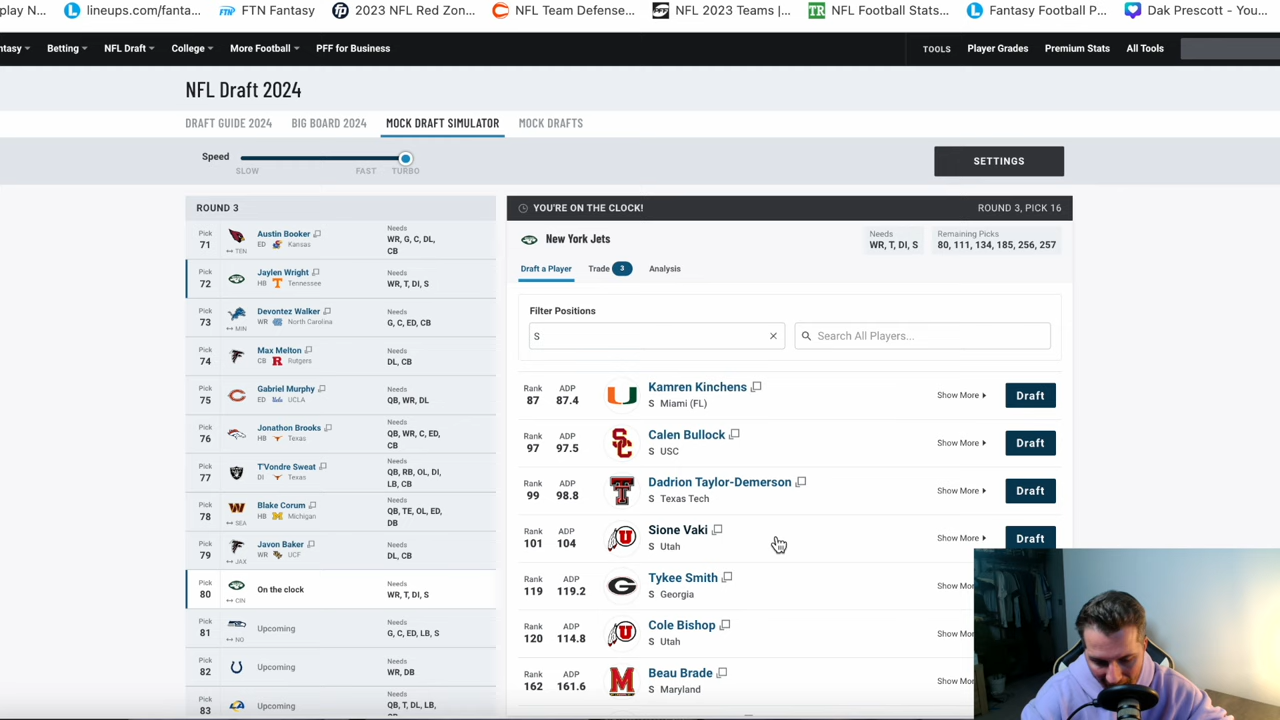 play N...
lineups.com/fanta...
FTN Fantasy
2023 NFL Red Zon...
NFL Team Defense...
NFL 2023 Teams |...
NFL Football Stats...
Fantasy Football P...
Dak Prescott - You...
ntasy
Betting
NFL Draft
College
More Football
PFF for Business
TOOLS
Player Grades
Premium Stats
All Tools
NFL Draft 2024
DRAFT GUIDE 2024
BIG BOARD 2024
MOCK DRAFT SIMULATOR
MOCK DRAFTS
Speed
SLOW
FAST
TURBO
SETTINGS
ROUND 3
Pick
71
TEN
Austin Booker
ED Kansas
Needs
WR, G, C, DL,
CB
Pick
72
Jaylen Wright
HB Tennessee
Needs
WR, T, DI, S
Pick
73
MIN
Devontez Walker
WR North Carolina
Needs
G, C, ED, CB
Pick
74
Max Melton
CB Rutgers
Needs
DL, CB
Pick
75
Gabriel Murphy
ED UCLA
Needs
QB, WR, DL
Pick
76
Jonathon Brooks
HB Texas
Needs
QB, WR, C, ED,
CB
Pick
77
T'Vondre Sweat
DI Texas
Needs
QB, RB, OL, DI,
LB, CB
Pick
78
SEA
Blake Corum
HB Michigan
Needs
QB, TE, OL, ED,
DB
Pick
79
JAX
Javon Baker
WR UCF
Needs
DL, CB
Pick
80
CIN
On the clock
Needs
WR, T, DI, S
Pick
81
NO
Upcoming
Needs
G, C, ED, LB, S
Pick
82
Upcoming
Needs
WR, DB
Pick
83
Upcoming
Needs
QB, T, DL, LB,
YOU'RE ON THE CLOCK!
ROUND 3, PICK 16
New York Jets
Needs
WR, T, DI, S
Remaining Picks
80, 111, 134, 185, 256, 257
Draft a Player
Trade 3
Analysis
Filter Positions
S
Search All Players...
Rank
87
ADP
87.4
Kamren Kinchens
S Miami (FL)
Show More
Draft
Rank
97
ADP
97.5
Calen Bullock
S USC
Show More
Draft
Rank
99
ADP
98.8
Dadrion Taylor-Demerson
S Texas Tech
Show More
Draft
Rank
101
ADP
104
Sione Vaki
S Utah
Show More
Draft
Rank
119
ADP
119.2
Tykee Smith
S Georgia
Show Mor
Rank
120
ADP
114.8
Cole Bishop
S Utah
Show Mor
Rank
162
ADP
161.6
Beau Brade
S Maryland
Show Mor